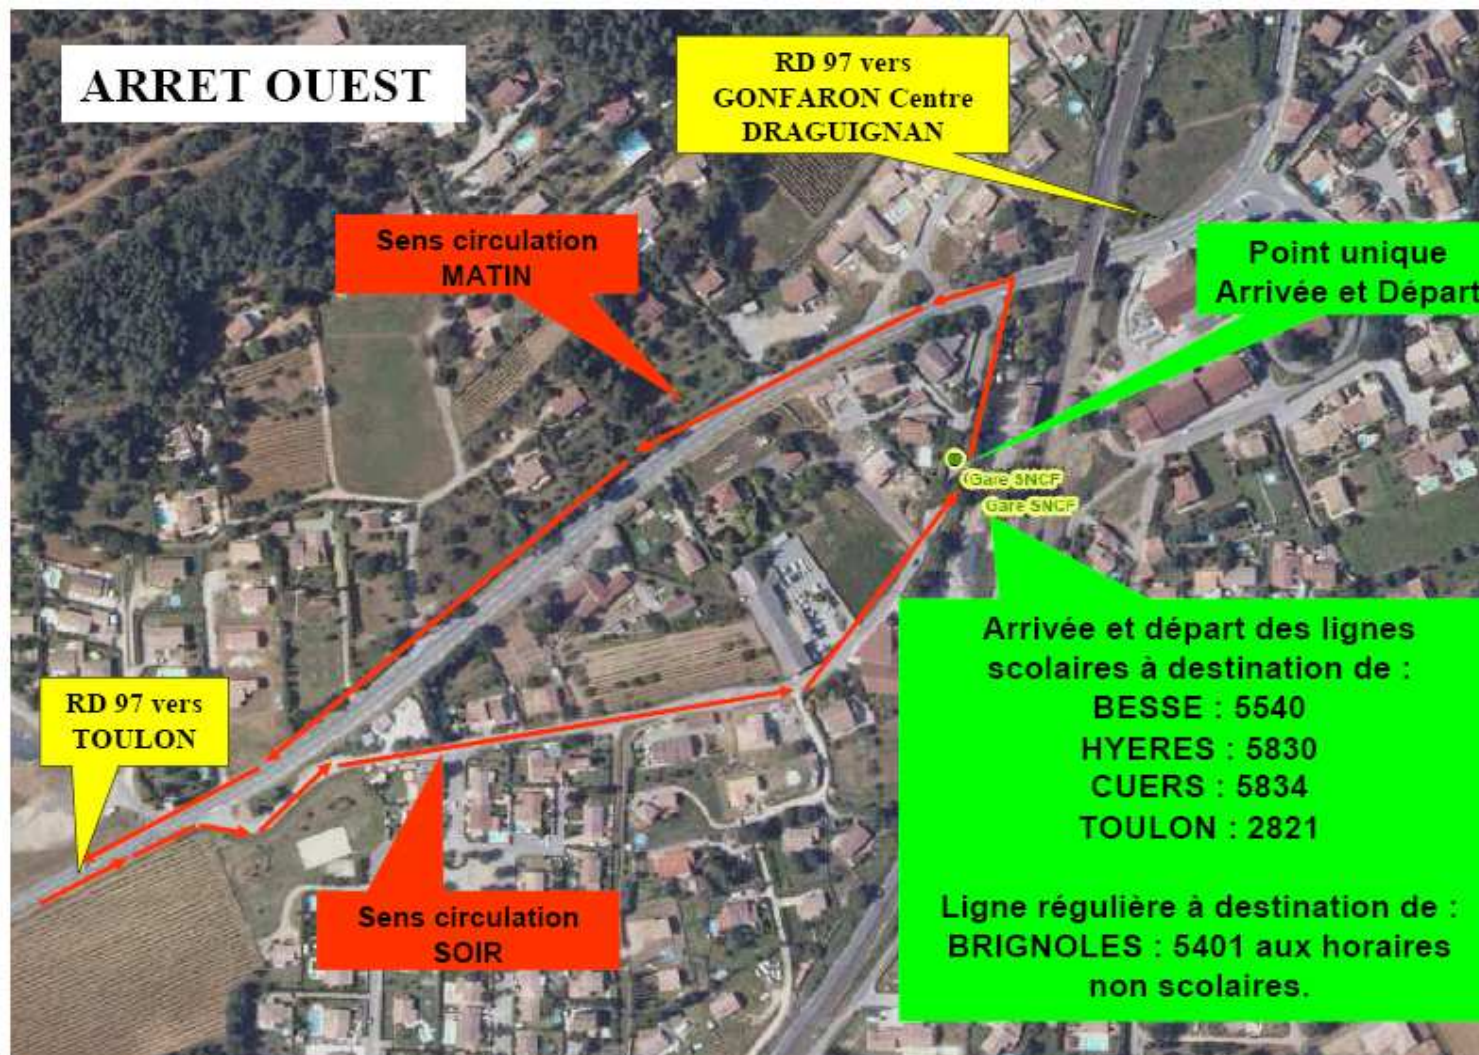 ARRET OUEST
RD 97 vers
GONFARON Centre
DRAGUIGNAN
Sens circulation
MATIN
Point unique
Arrivée et Départ
Gare SNCF
Gare SNCF
Arrivée et départ des lignes
scolaires à destination de :
BESSE : 5540
HYERES : 5830
CUERS : 5834
TOULON : 2821
Ligne régulière à destination de :
BRIGNOLES : 5401 aux horaires
non scolaires.
RD 97 vers
TOULON
Sens circulation
SOIR